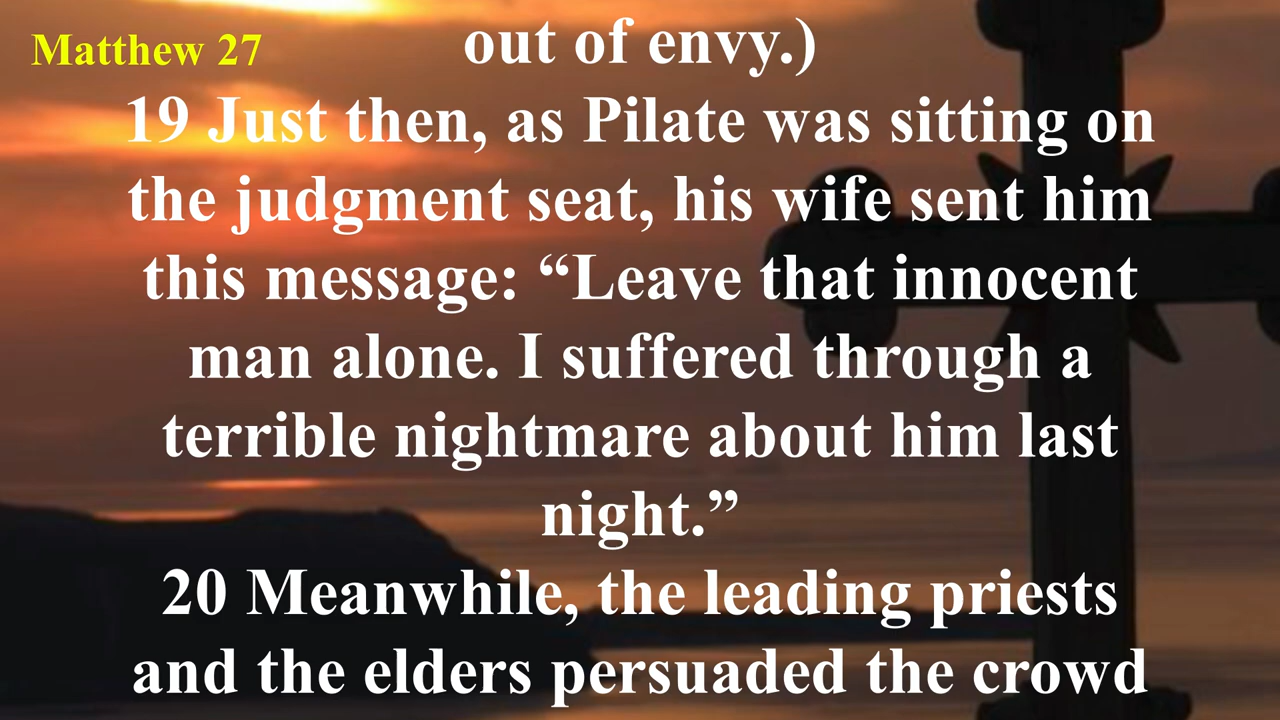 Matthew 27
out of envy.)
19 Just then, as Pilate was sitting on
the judgment seat, his wife sent him
this message: “Leave that innocent
man alone. I suffered through a
terrible nightmare about him last
night.”
20 Meanwhile, the leading priests
and the elders persuaded the crowd